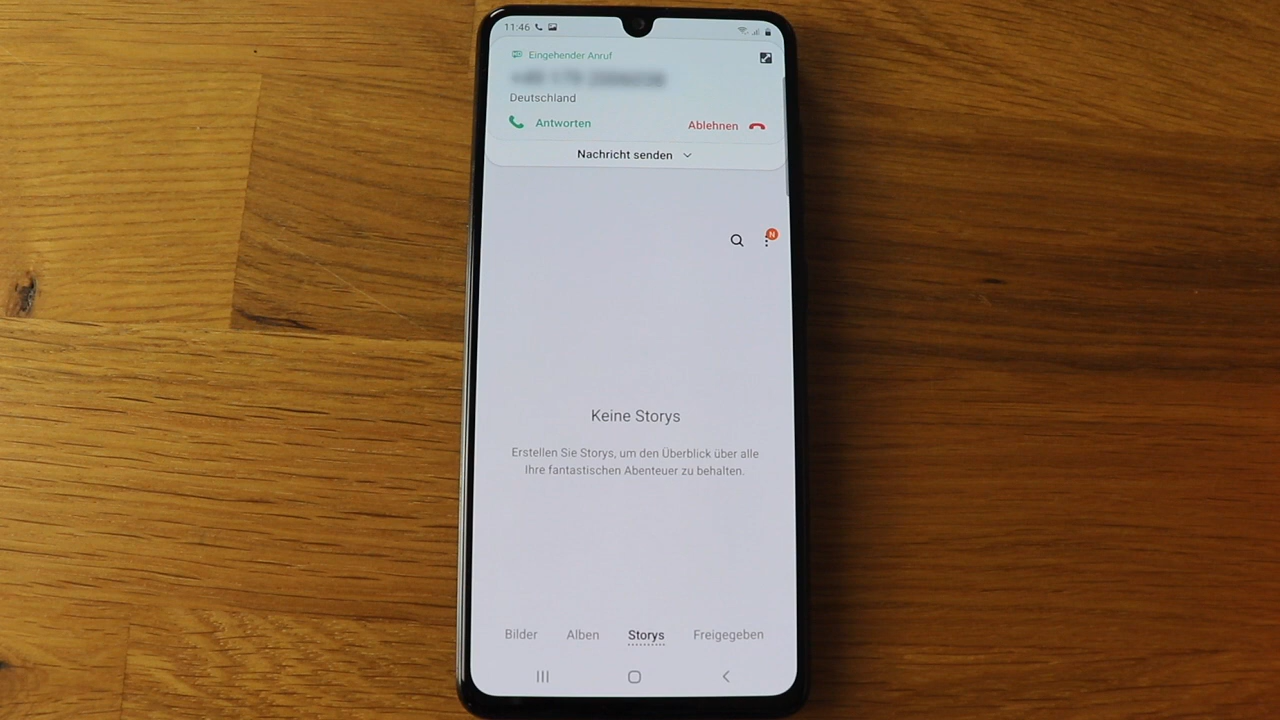 11:46
Eingehender Anruf
Deutschland
Antworten Ablehnen
Nachricht senden
N
Keine Storys
Erstellen Sie Storys, um den Überblick über alle
Ihre fantastischen Abenteuer zu behalten.
Bilder Alben Storys Freigegeben